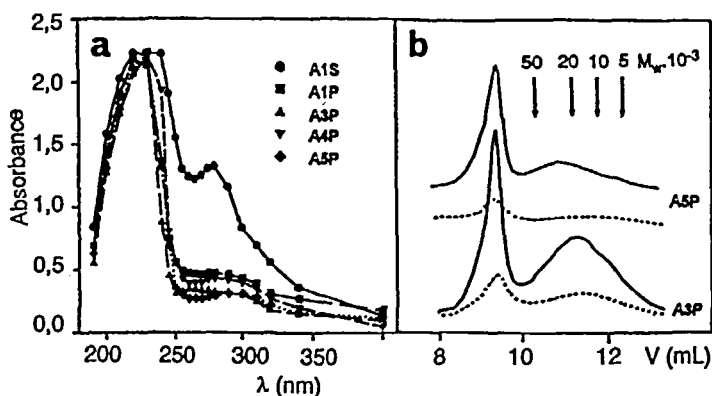 a
2,5
2,0
1,5
1,0
0,5
0,0
Absorbance
A1S
A1P
A3P
A4P
A5P
200 250 300 350
λ (nm)
b
50 20 10 5 Mw·10-3
A5P
A3P
8 10 12 V (mL)